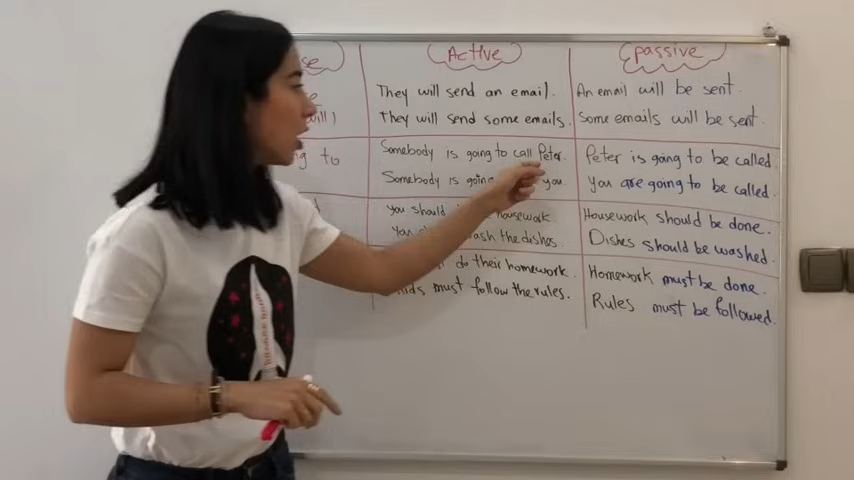 Active
passive
They will send an email.
An email will be sent.
They will send some emails.
Some emails will be sent.
to
Somebody is going to call Peter.
Peter is going to be called.
Somebody is going you.
You are going to be called.
You should housework.
Housework should be done.
wash the dishes.
Dishes should be washed.
do their homework.
Homework must be done.
must follow the rules.
Rules must be followed.